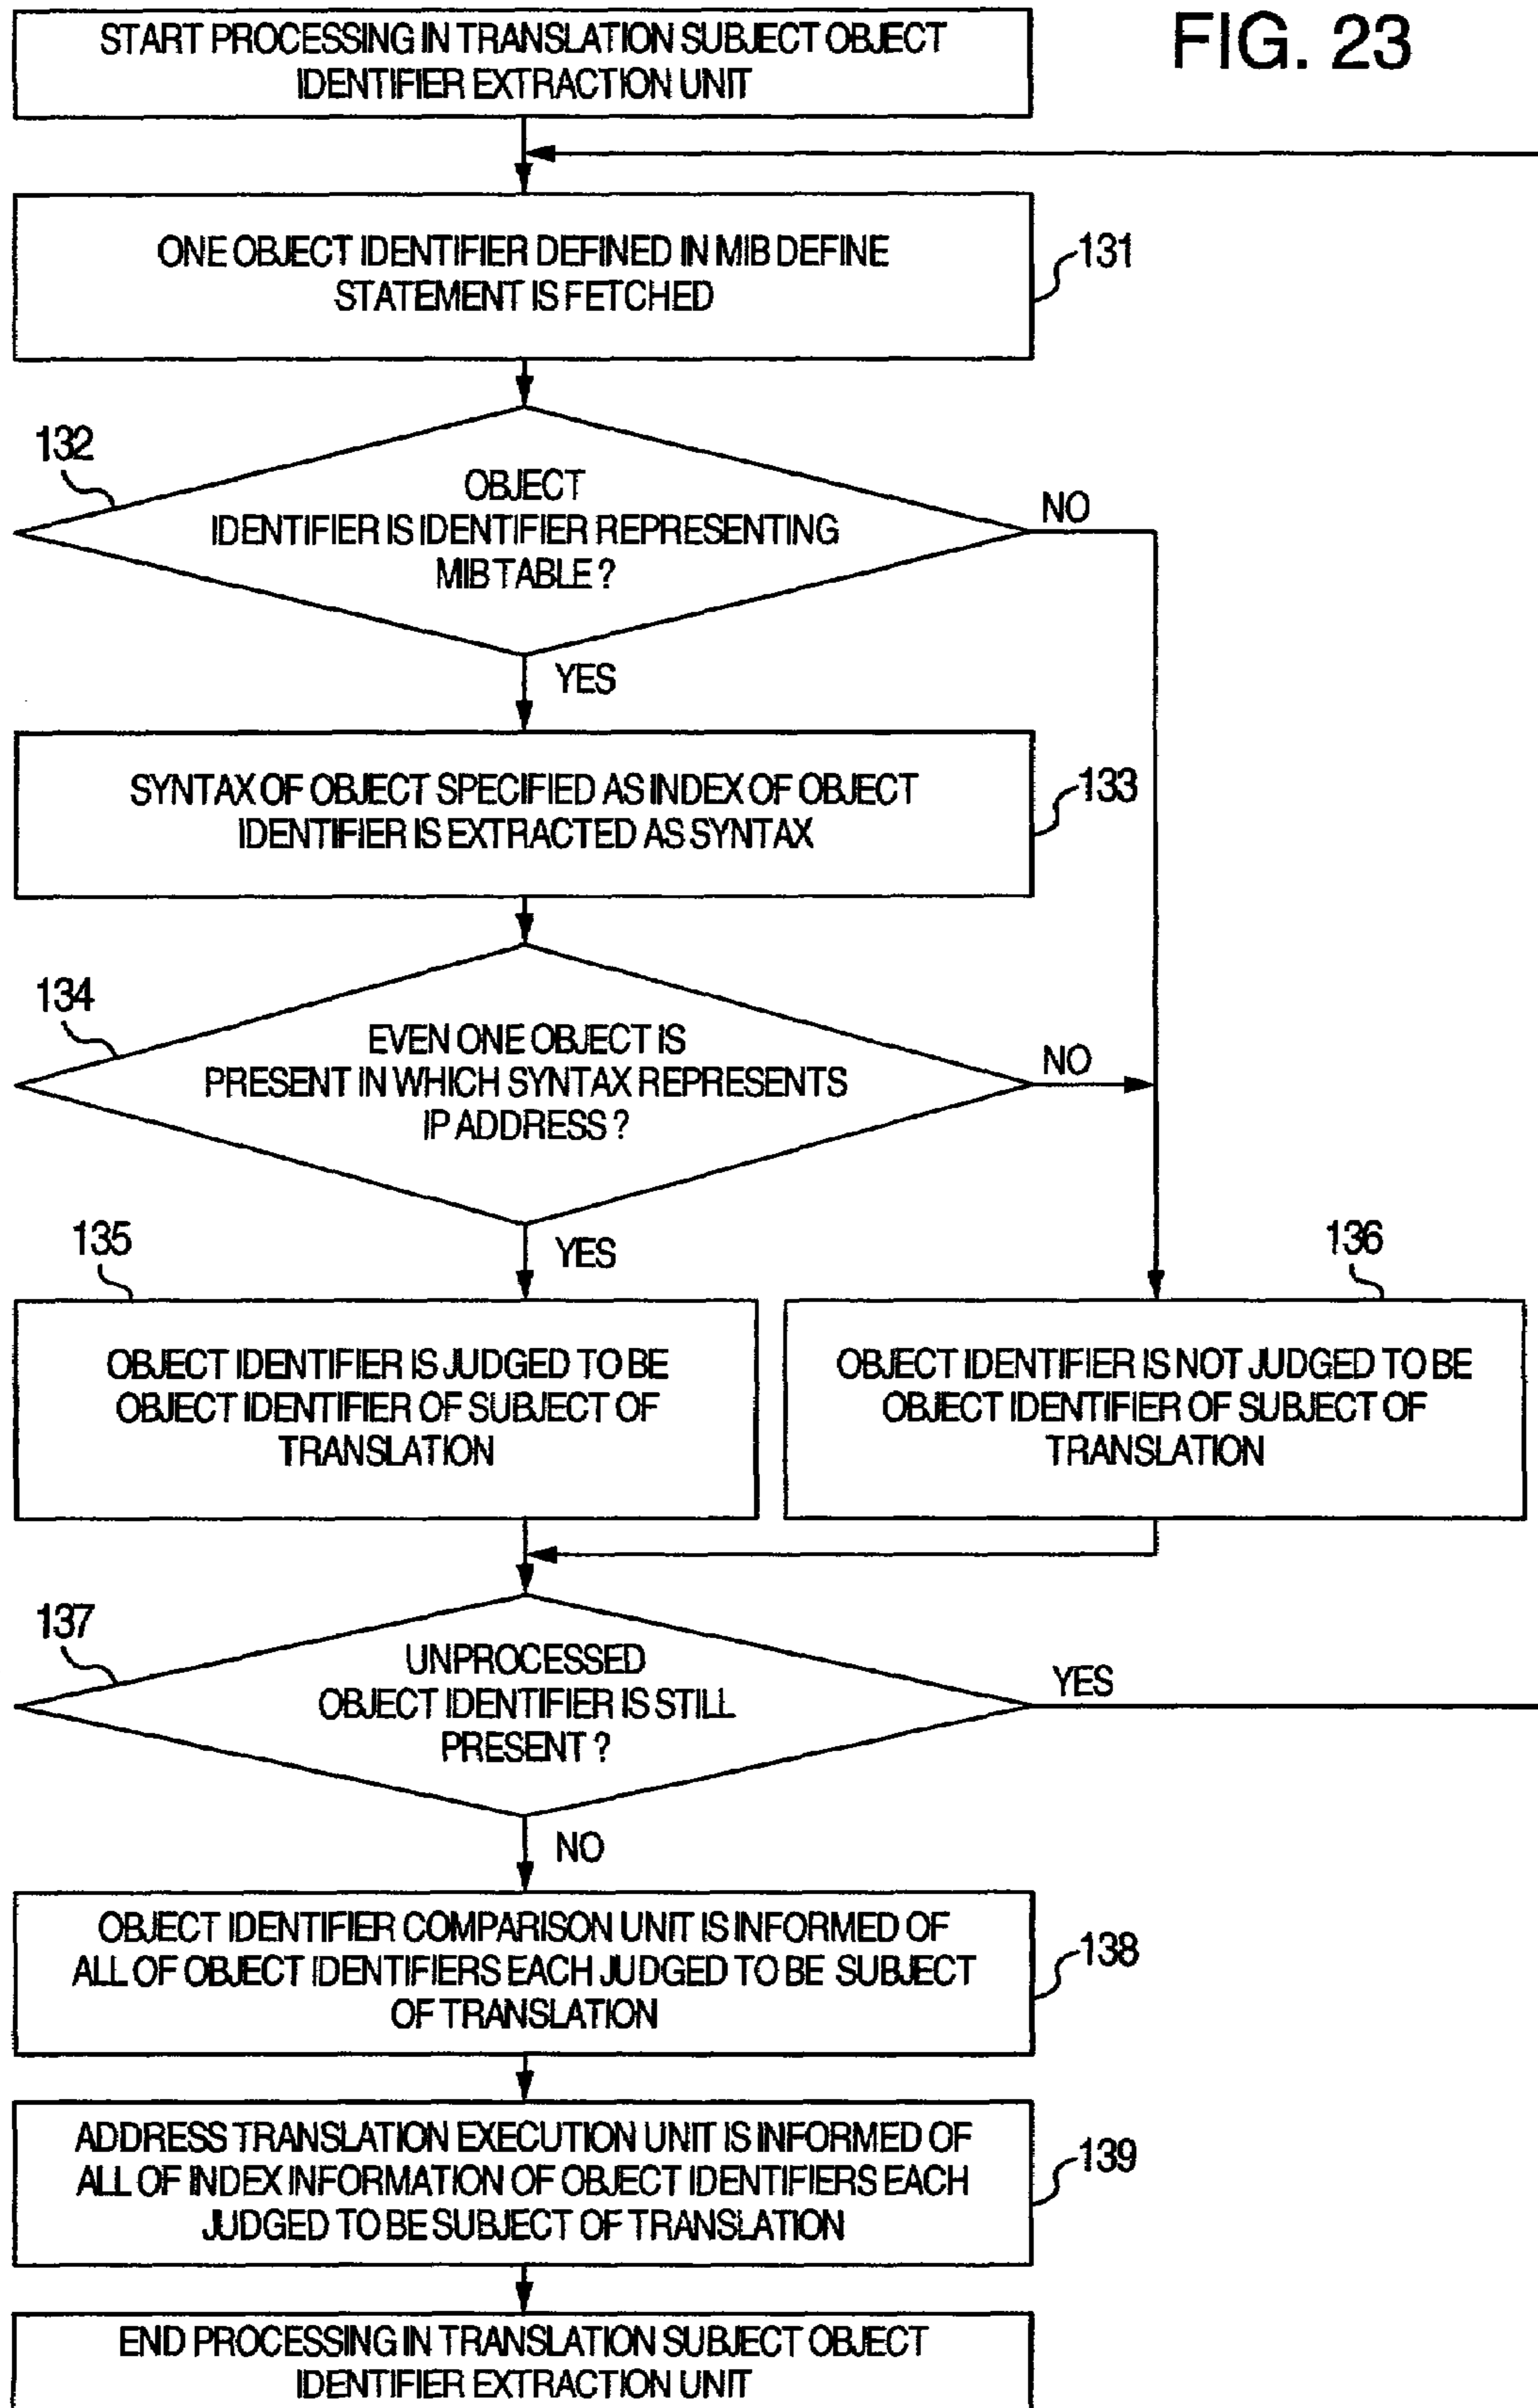 FIG. 23
START PROCESSING IN TRANSLATION SUBJECT OBJECT
IDENTIFIER EXTRACTION UNIT
ONE OBJECT IDENTIFIER DEFINED IN MIB DEFINE
STATEMENT IS FETCHED
131
132
OBJECT
IDENTIFIER IS IDENTIFIER REPRESENTING
MIB TABLE ?
NO
YES
SYNTAX OF OBJECT SPECIFIED AS INDEX OF OBJECT
IDENTIFIER IS EXTRACTED AS SYNTAX
133
134
EVEN ONE OBJECT IS
PRESENT IN WHICH SYNTAX REPRESENTS
IP ADDRESS ?
NO
YES
135
OBJECT IDENTIFIER IS JUDGED TO BE
OBJECT IDENTIFIER OF SUBJECT OF
TRANSLATION
136
OBJECT IDENTIFIER IS NOT JUDGED TO BE
OBJECT IDENTIFIER OF SUBJECT OF
TRANSLATION
137
UNPROCESSED
OBJECT IDENTIFIER IS STILL
PRESENT ?
YES
NO
OBJECT IDENTIFIER COMPARISON UNIT IS INFORMED OF
ALL OF OBJECT IDENTIFIERS EACH JUDGED TO BE SUBJECT
OF TRANSLATION
138
ADDRESS TRANSLATION EXECUTION UNIT IS INFORMED OF
ALL OF INDEX INFORMATION OF OBJECT IDENTIFIERS EACH
JUDGED TO BE SUBJECT OF TRANSLATION
139
END PROCESSING IN TRANSLATION SUBJECT OBJECT
IDENTIFIER EXTRACTION UNIT